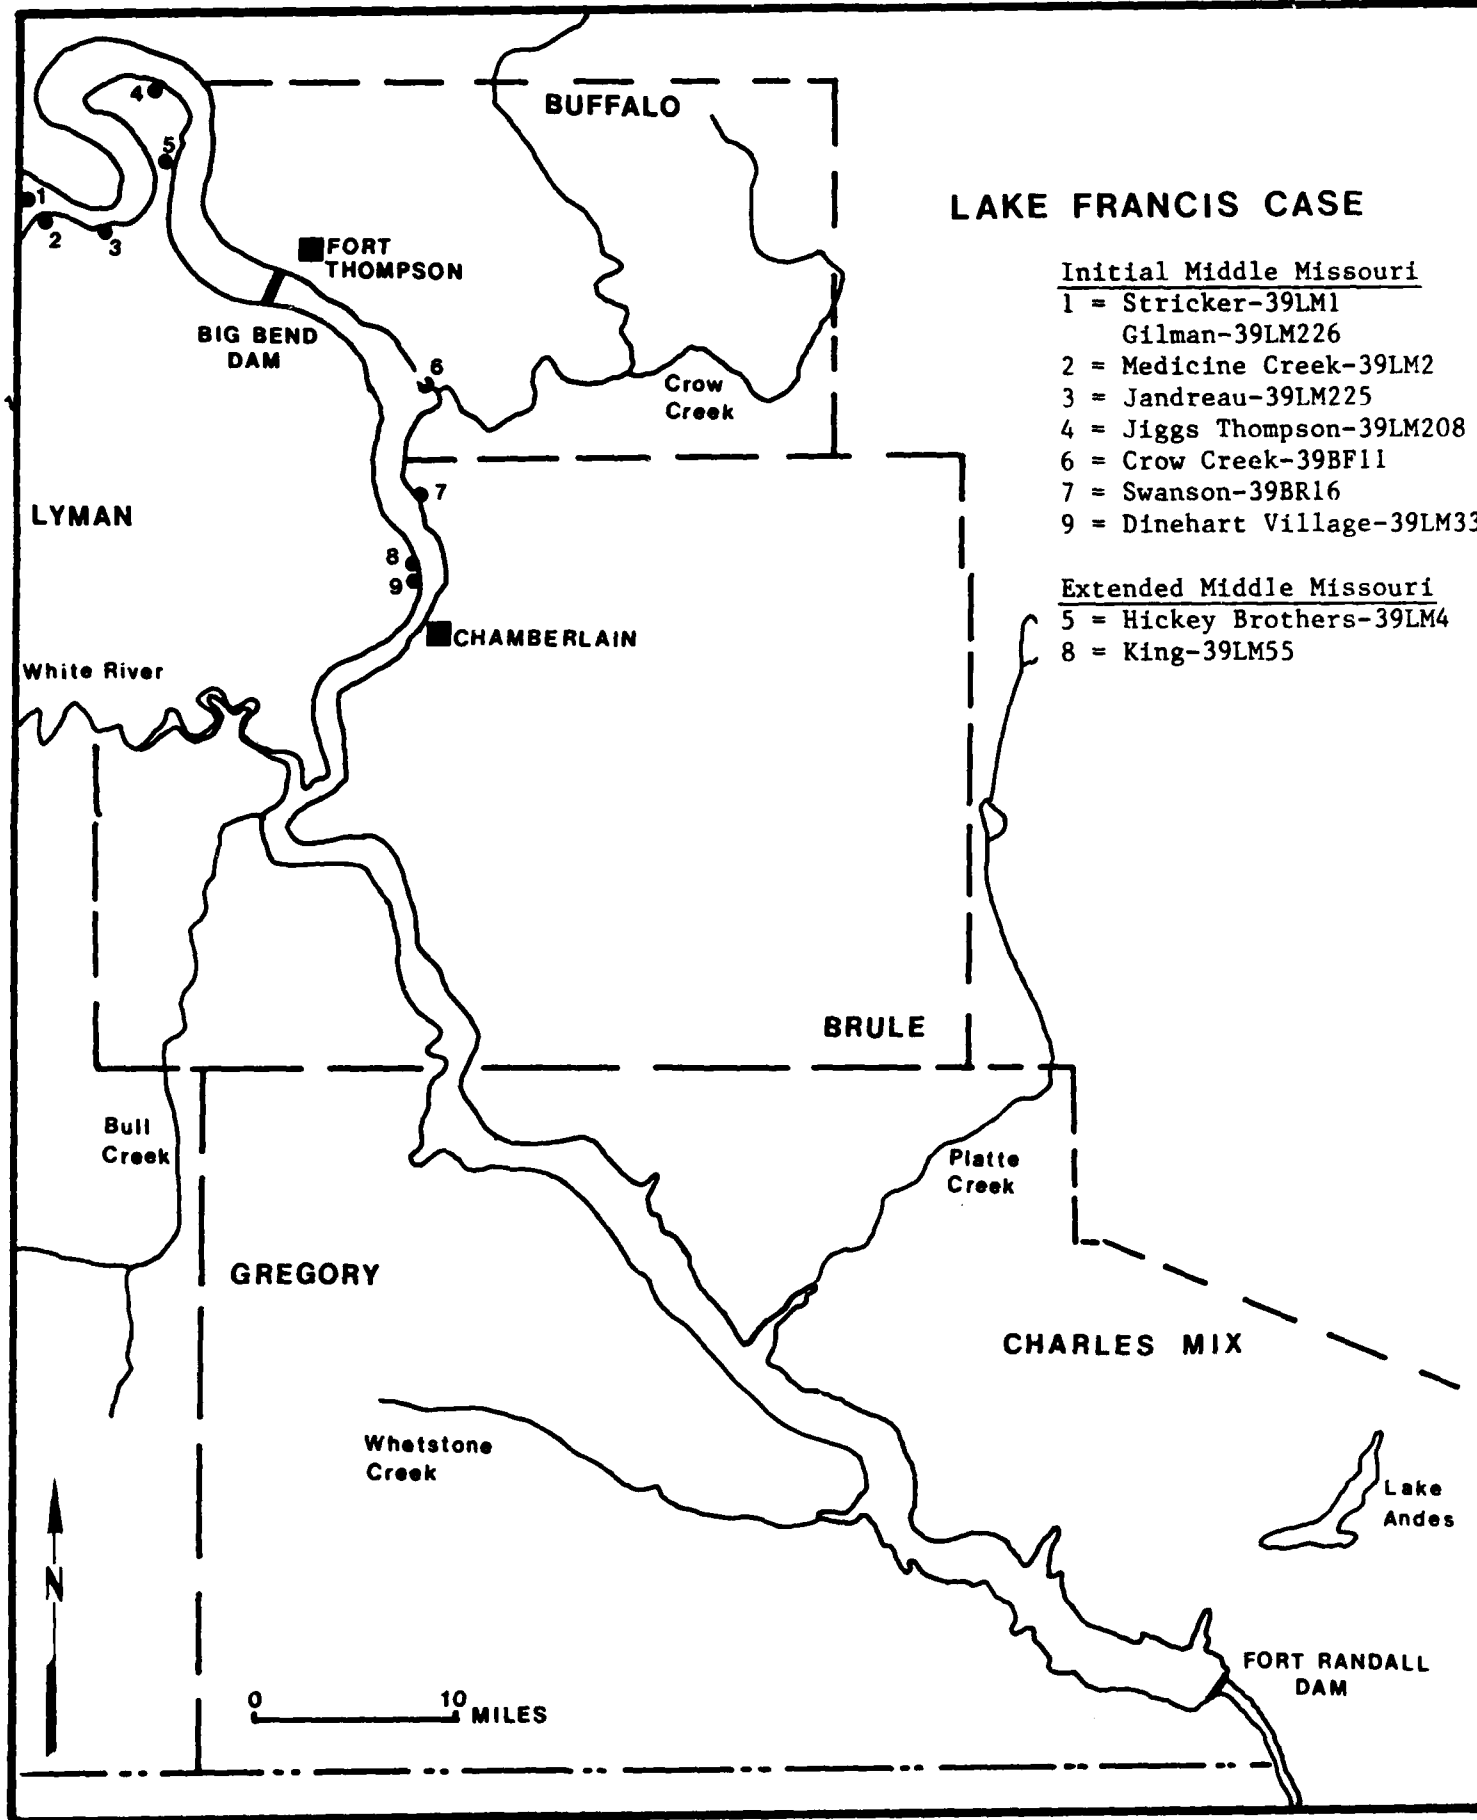 BUFFALO
LAKE FRANCIS CASE
Initial Middle Missouri
1 = Stricker-39LM1
Gilman-39LM226
2 = Medicine Creek-39LM2
3 = Jandreau-39LM225
4 = Jiggs Thompson-39LM208
6 = Crow Creek-39BF11
7 = Swanson-39BR16
9 = Dinehart Village-39LM33
Extended Middle Missouri
5 = Hickey Brothers-39LM4
8 = King-39LM55
4
5
1
2
3
FORT
THOMPSON
BIG BEND
DAM
6
Crow
Creek
7
LYMAN
8
9
CHAMBERLAIN
White River
BRULE
Bull
Creek
Platte
Creek
GREGORY
CHARLES MIX
Whetstone
Creek
Lake
Andes
N
FORT RANDALL
DAM
0 10 MILES